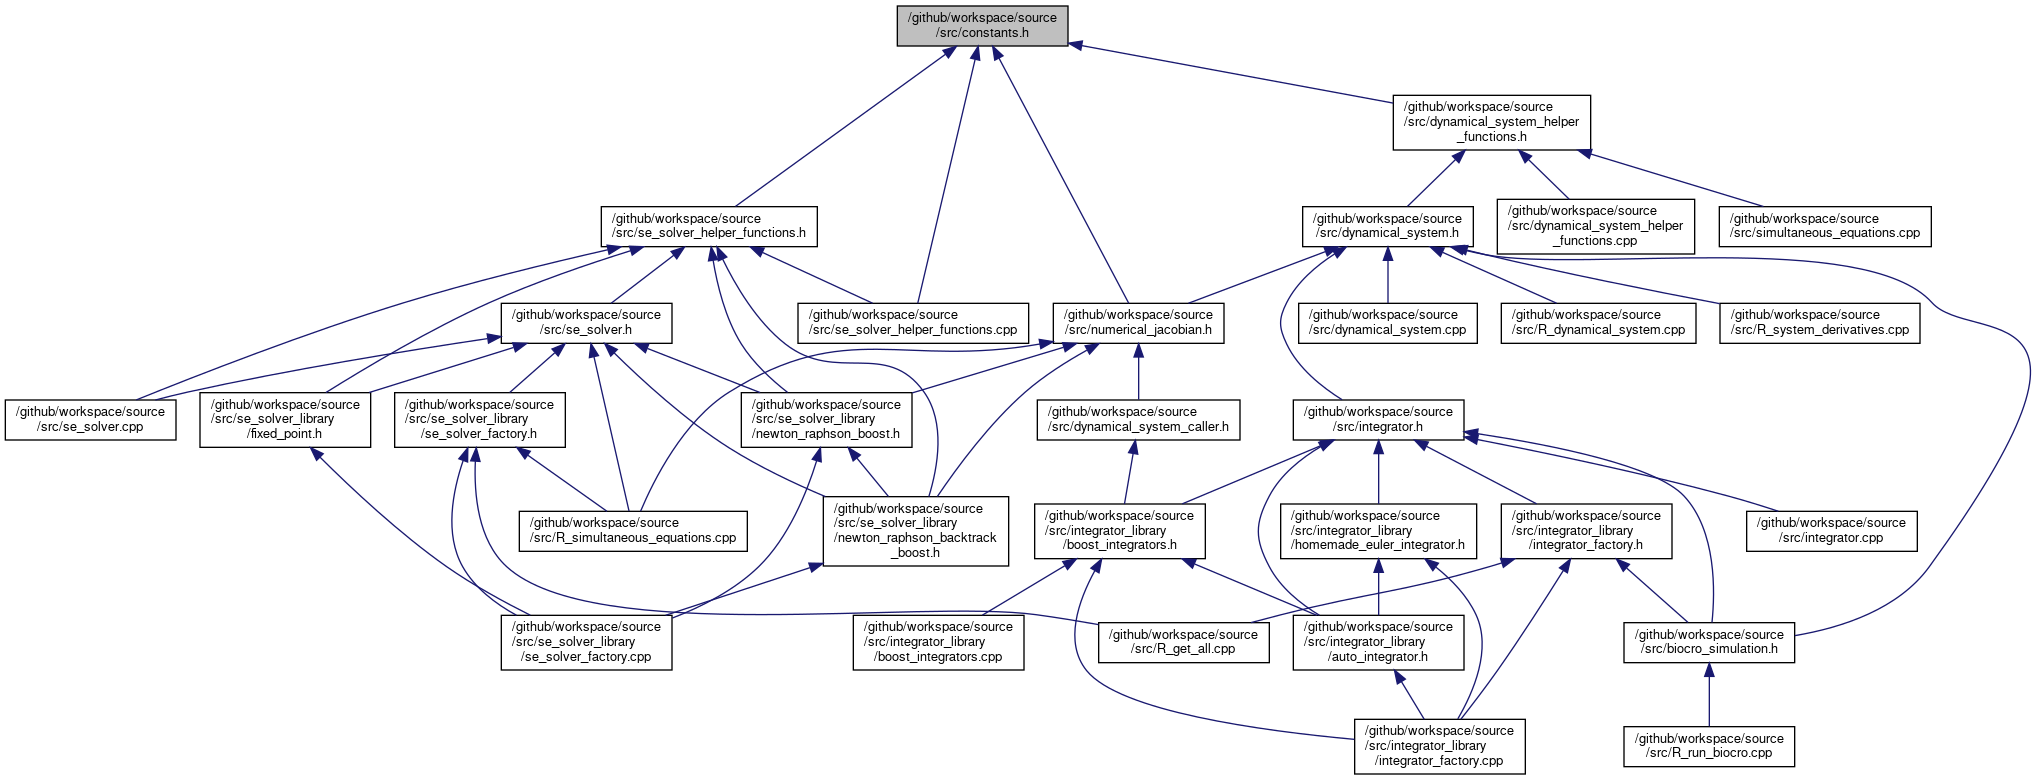 /github/workspace/source
/src/constants.h
/github/workspace/source
/src/dynamical_system_helper
_functions.h
/github/workspace/source
/src/se_solver_helper_functions.h
/github/workspace/source
/src/dynamical_system.h
/github/workspace/source
/src/dynamical_system_helper
_functions.cpp
/github/workspace/source
/src/simultaneous_equations.cpp
/github/workspace/source
/src/se_solver.h
/github/workspace/source
/src/se_solver_helper_functions.cpp
/github/workspace/source
/src/numerical_jacobian.h
/github/workspace/source
/src/dynamical_system.cpp
/github/workspace/source
/src/R_dynamical_system.cpp
/github/workspace/source
/src/R_system_derivatives.cpp
/github/workspace/source
/src/se_solver.cpp
/github/workspace/source
/src/se_solver_library
/fixed_point.h
/github/workspace/source
/src/se_solver_library
/se_solver_factory.h
/github/workspace/source
/src/se_solver_library
/newton_raphson_boost.h
/github/workspace/source
/src/dynamical_system_caller.h
/github/workspace/source
/src/integrator.h
/github/workspace/source
/src/R_simultaneous_equations.cpp
/github/workspace/source
/src/se_solver_library
/newton_raphson_backtrack
_boost.h
/github/workspace/source
/src/integrator_library
/boost_integrators.h
/github/workspace/source
/src/integrator_library
/homemade_euler_integrator.h
/github/workspace/source
/src/integrator_library
/integrator_factory.h
/github/workspace/source
/src/integrator.cpp
/github/workspace/source
/src/se_solver_library
/se_solver_factory.cpp
/github/workspace/source
/src/integrator_library
/boost_integrators.cpp
/github/workspace/source
/src/R_get_all.cpp
/github/workspace/source
/src/integrator_library
/auto_integrator.h
/github/workspace/source
/src/biocro_simulation.h
/github/workspace/source
/src/integrator_library
/integrator_factory.cpp
/github/workspace/source
/src/R_run_biocro.cpp